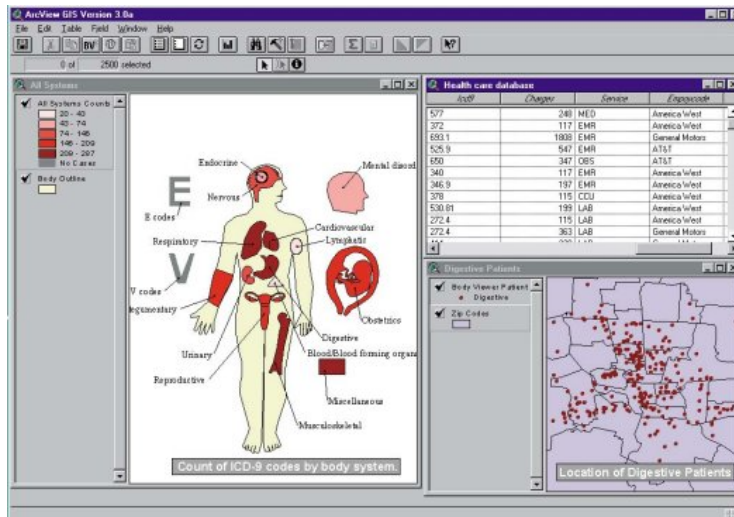 ArcView GIS Version 3.0a
File Edit Table Field Window Help
0 of 2500 selected
All Systems
All Systems Counts
20 - 43
43 - 74
74 - 146
146 - 209
209 - 297
No Cases
Body Outline
Endocrine
Nervous
Mental disord
E
E codes
Cardiovascular
Lymphatic
Respiratory
V
V codes
tegumentary
Obstetrics
Digestive
Urinary
Blood/Blood forming organs
Reproductive
Miscellaneous
Musculoskeletal
Count of ICD-9 codes by body system.
Health care database
Icd9 Charges Service Empqycode
577 248 MED America West
372 117 EMR America West
693.1 1808 EMR General Motors
525.9 547 EMR AT&T
650 347 OBS AT&T
340 117 EMR America West
346.9 197 EMR America West
378 115 CCU America West
530.81 199 LAB America West
272.4 115 LAB America West
272.4 363 LAB General Motors
Digestive Patients
Body Viewer Patient
Digestive
Zip Codes
Location of Digestive Patients